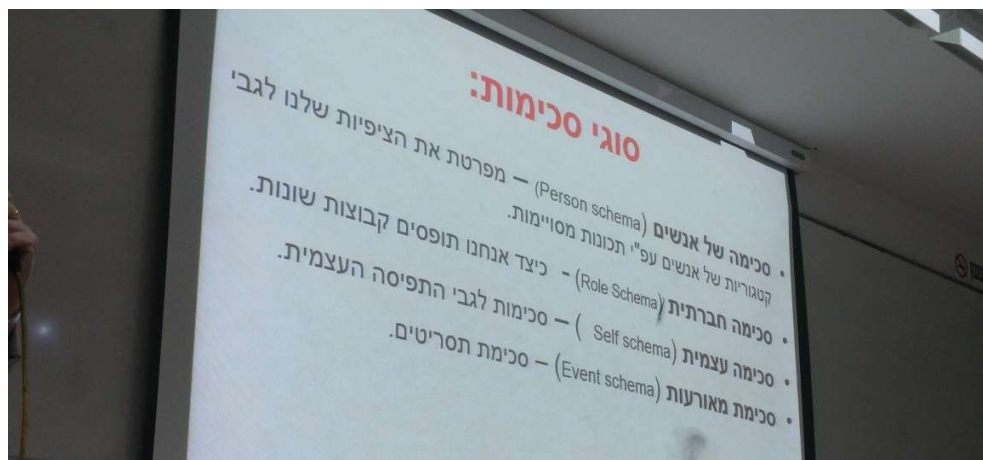 סוגי סכימות:
• סכימה של אנשים (Person schema) – מפרטת את הציפיות שלנו לגבי
קטגוריות של אנשים עפ"י תכונות מסויימות.
• סכימה חברתית (Role Schema) - כיצד אנחנו תופסים קבוצות שונות.
• סכימה עצמית (Self schema ) – סכימות לגבי התפיסה העצמית.
• סכימת מאורעות (Event schema) – סכימת תסריטים.